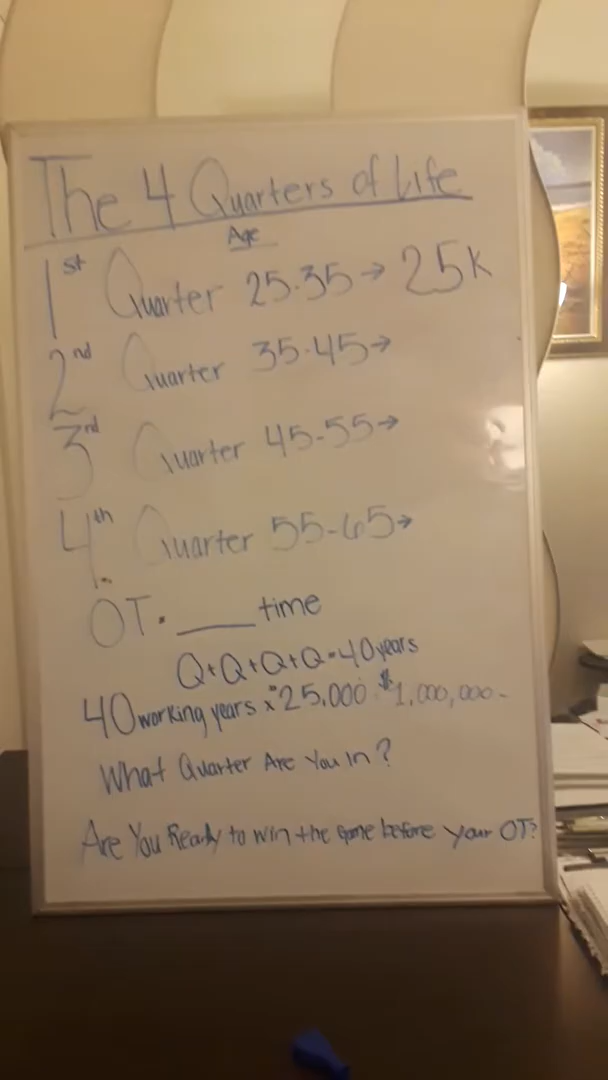 The 4 Quarters of Life
Age
1st Quarter 25-35→ 25K
2nd Quarter 35-45→
3rd Quarter 45-55→
4th Quarter 55-65→
OT. ____ time
Q+Q+Q+Q=40years
40 working years x $25,000 $1,000,000-
What Quarter Are You In?
Are You Ready to win the game before your OT?